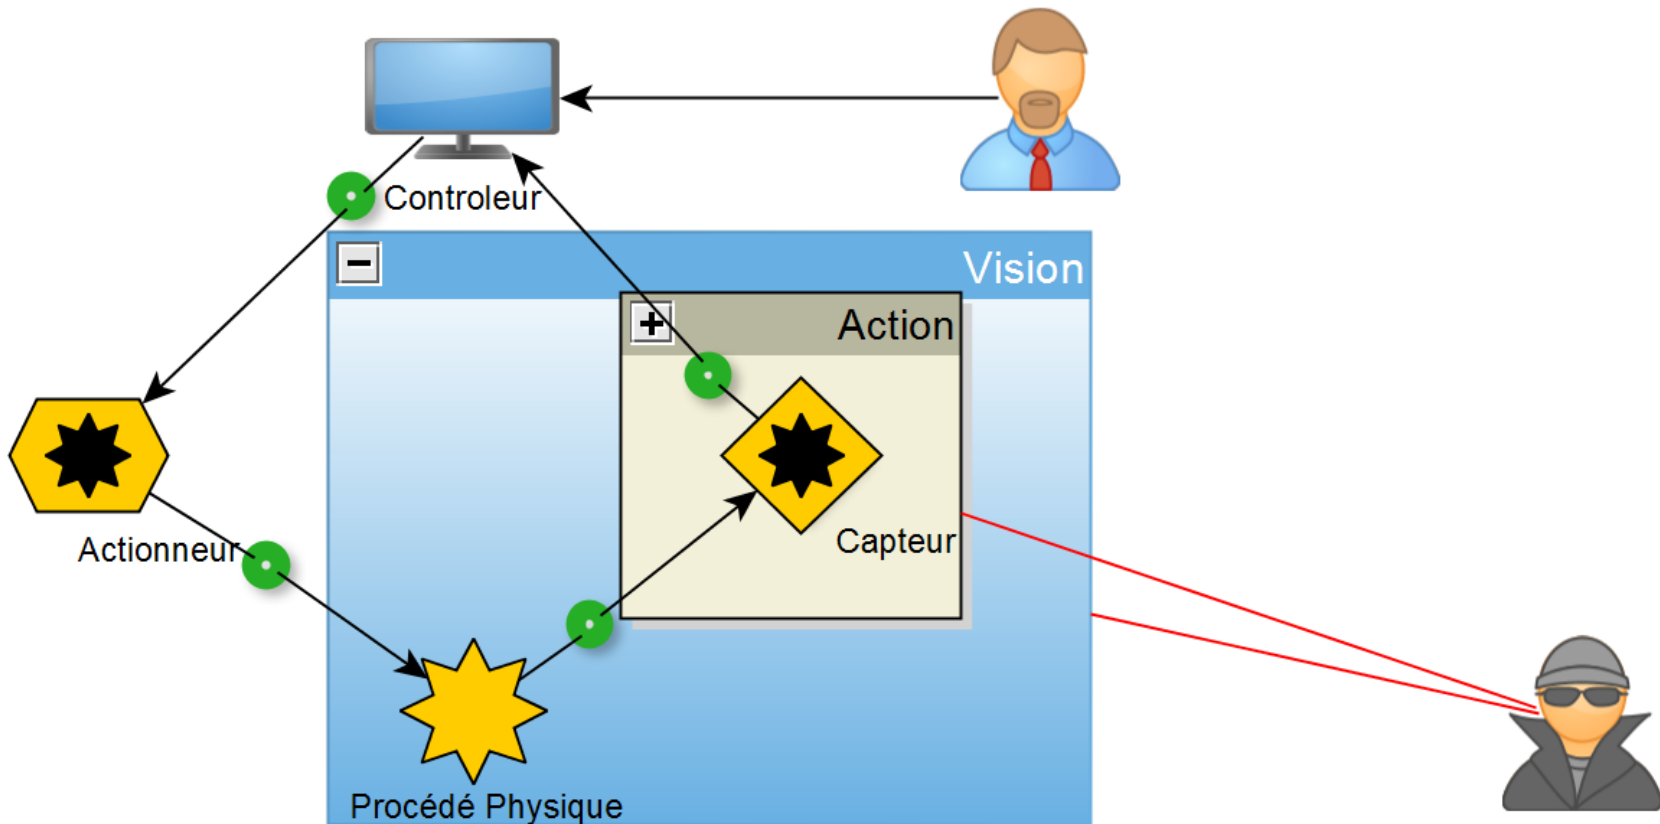 Controleur
Vision
Action
Actionneur
Capteur
Procédé Physique